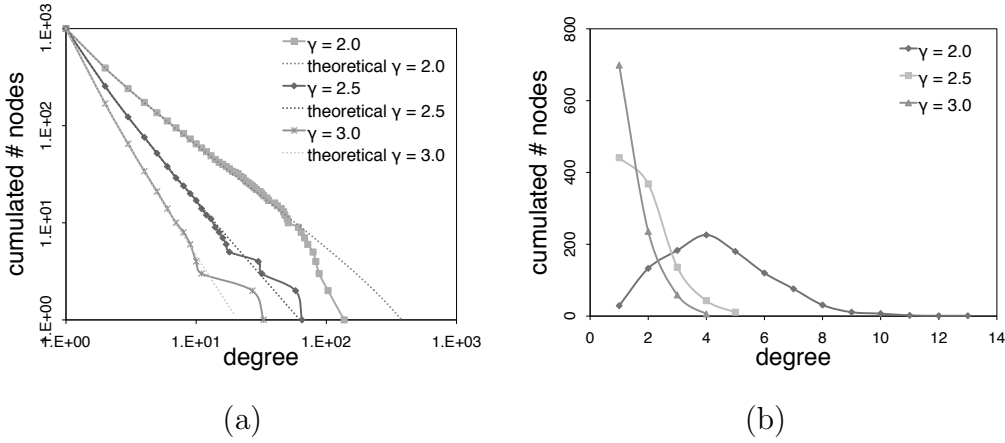 cumulated # nodes
1.E+03
1.E+02
1.E+01
1.E+00
1.E+00
1.E+01
1.E+02
1.E+03
degree
γ = 2.0
theoretical γ = 2.0
γ = 2.5
theoretical γ = 2.5
γ = 3.0
theoretical γ = 3.0
(a)
cumulated # nodes
800
600
400
200
0
0 2 4 6 8 10 12 14
degree
γ = 2.0
γ = 2.5
γ = 3.0
(b)